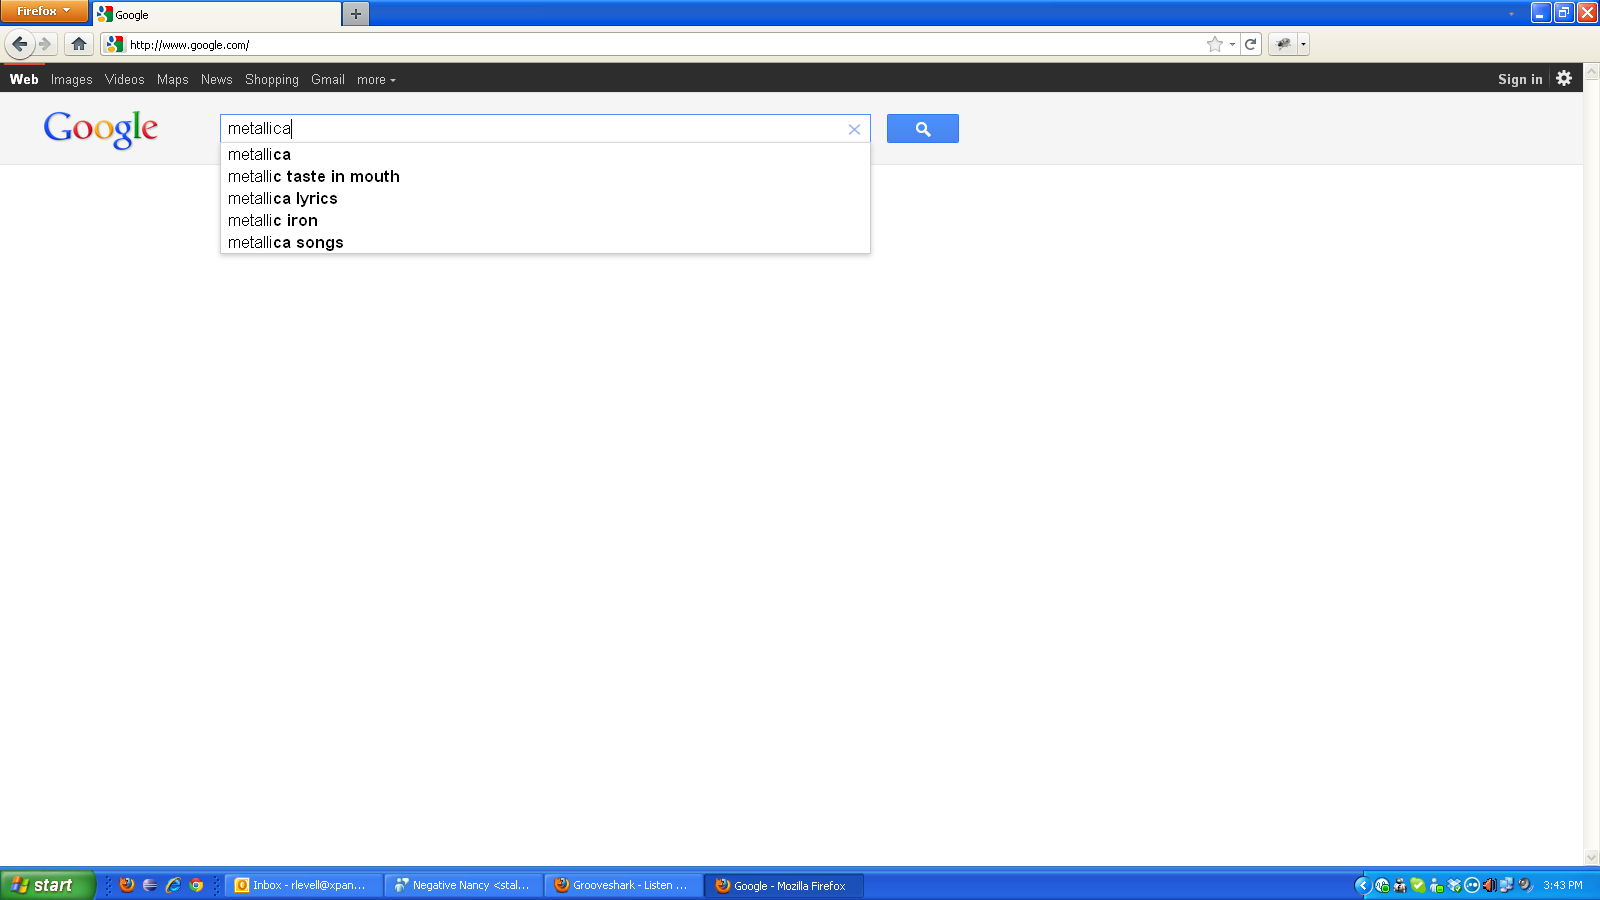 Firefox
Google
http://www.google.com/
Web Images Videos Maps News Shopping Gmail more
Sign in
Google
metallica
metallica
metallic taste in mouth
metallica lyrics
metallic iron
metallica songs
start
Inbox - rlevell@xpan...
Negative Nancy <stal...
Grooveshark - Listen ...
Google - Mozilla Firefox
3:43 PM